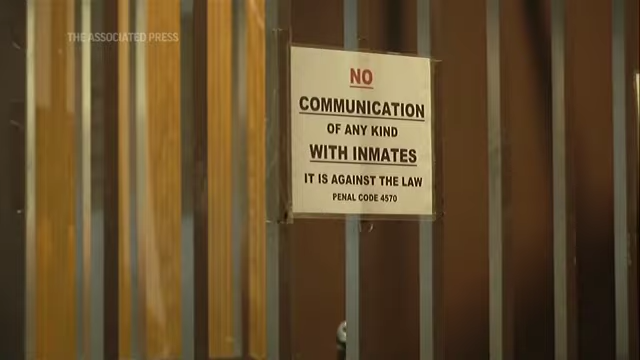 THE ASSOCIATED PRESS
NO
COMMUNICATION
OF ANY KIND
WITH INMATES
IT IS AGAINST THE LAW
PENAL CODE 4570